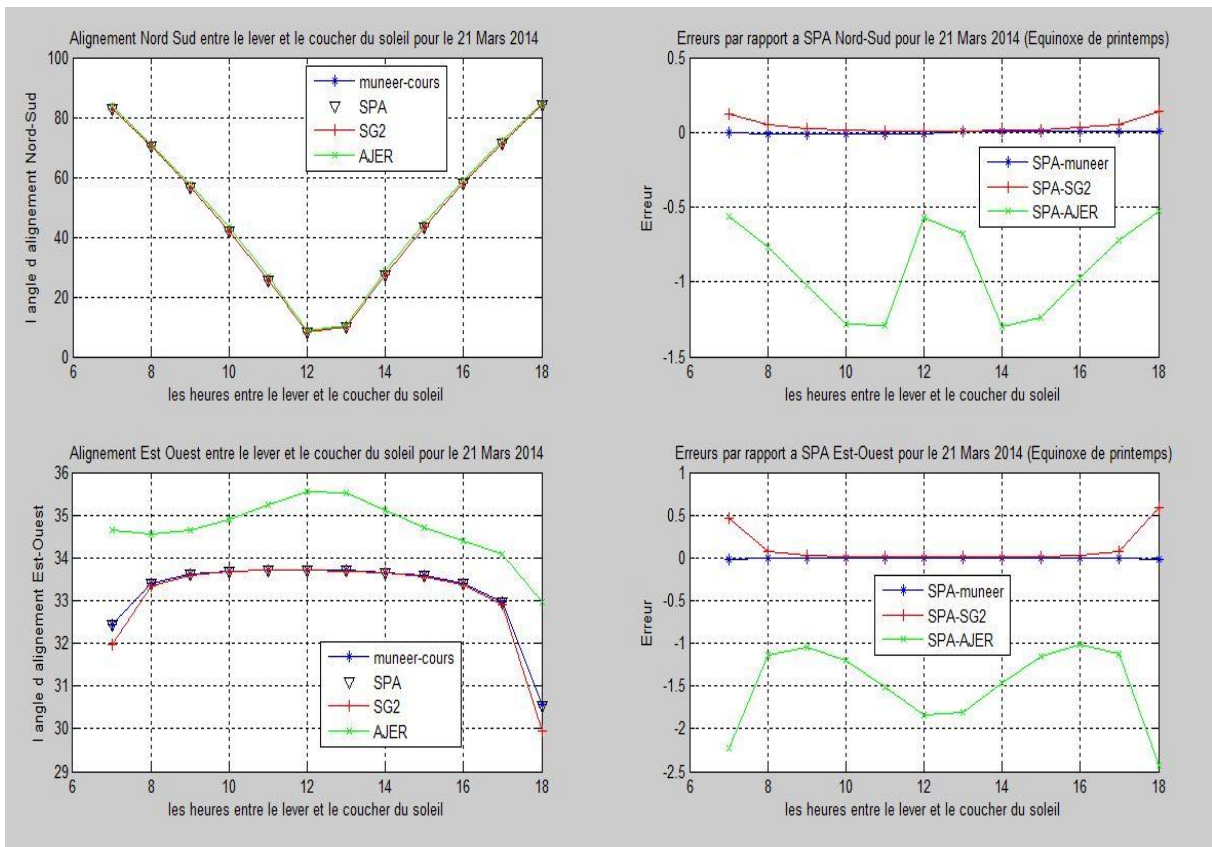 Alignement Nord Sud entre le lever et le coucher du soleil pour le 21 Mars 2014
100
80
60
40
20
0
l angle d alignement Nord-Sud
muneer-cours
SPA
SG2
AJER
6 8 10 12 14 16 18
les heures entre le lever et le coucher du soleil
Erreurs par rapport a SPA Nord-Sud pour le 21 Mars 2014 (Equinoxe de printemps)
0.5
0
-0.5
-1
-1.5
Erreur
SPA-muneer
SPA-SG2
SPA-AJER
6 8 10 12 14 16 18
les heures entre le lever et le coucher du soleil
Alignement Est Ouest entre le lever et le coucher du soleil pour le 21 Mars 2014
36
35
34
33
32
31
30
29
l angle d alignement Est-Ouest
muneer-cours
SPA
SG2
AJER
6 8 10 12 14 16 18
les heures entre le lever et le coucher du soleil
Erreurs par rapport a SPA Est-Ouest pour le 21 Mars 2014 (Equinoxe de printemps)
1
0.5
0
-0.5
-1
-1.5
-2
-2.5
Erreur
SPA-muneer
SPA-SG2
SPA-AJER
6 8 10 12 14 16 18
les heures entre le lever et le coucher du soleil